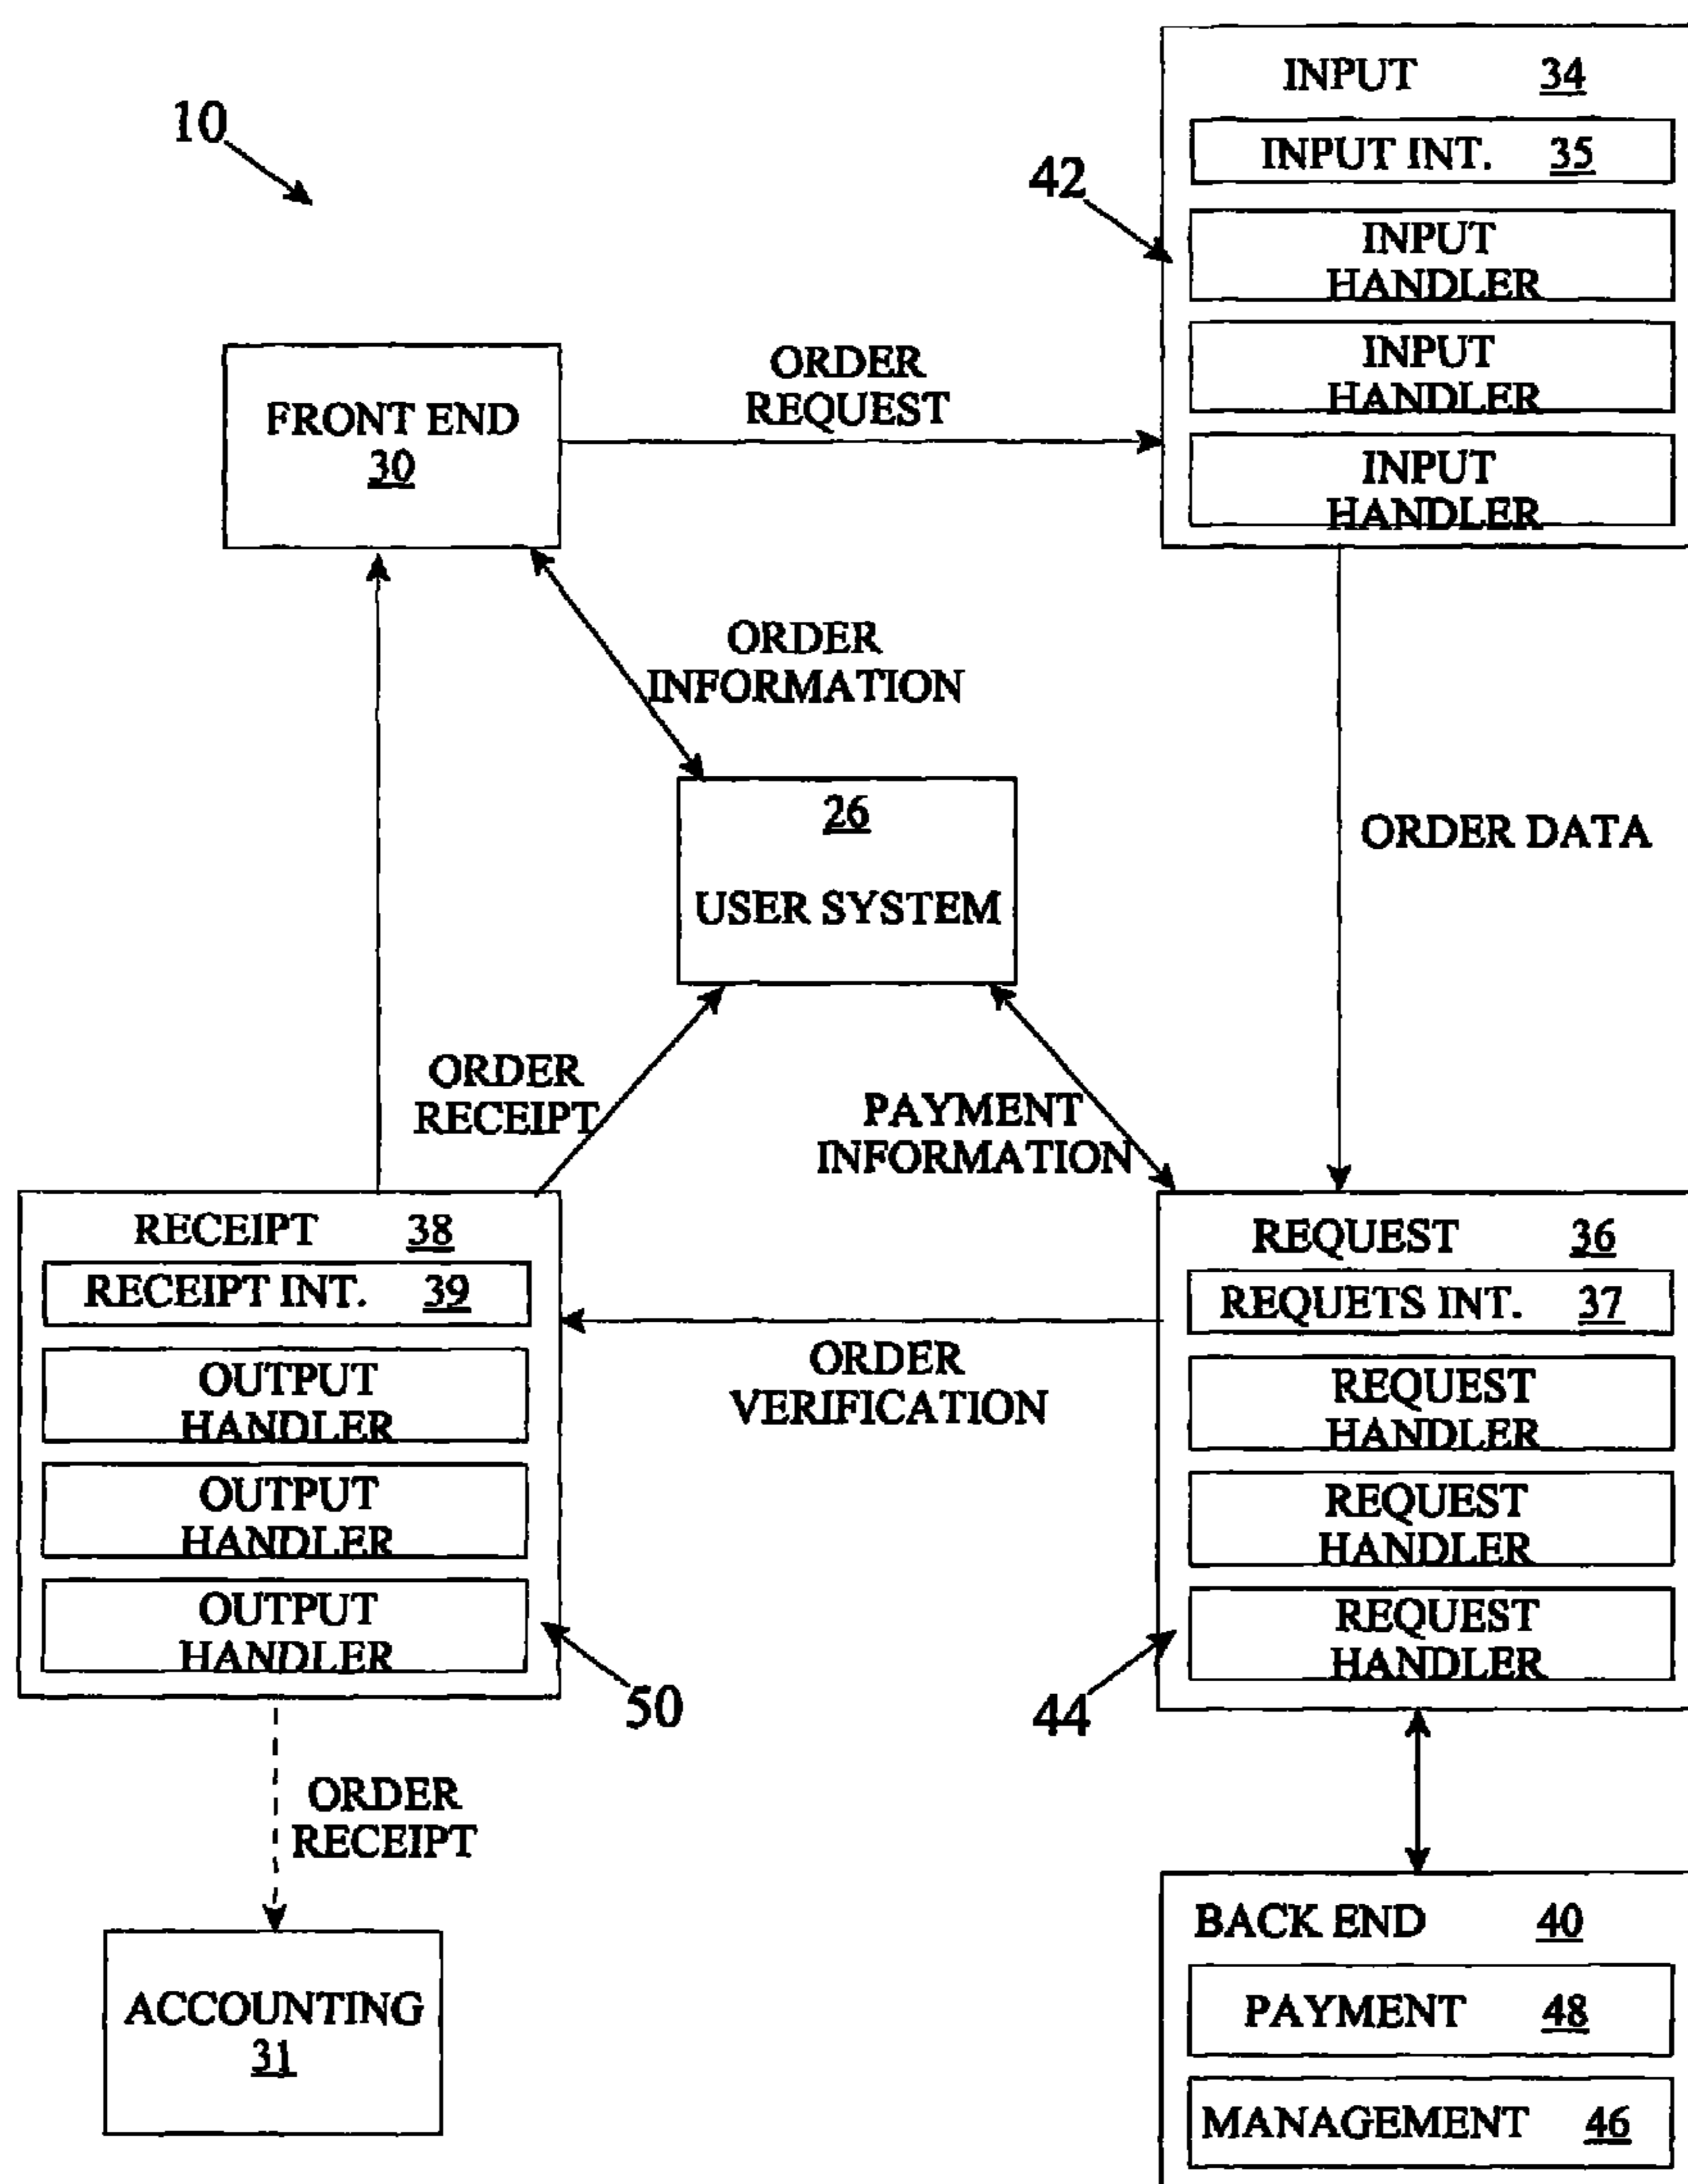 10
INPUT 34
INPUT INT. 35
42
INPUT
HANDLER
INPUT
HANDLER
INPUT
HANDLER
FRONT END
30
ORDER
REQUEST
ORDER
INFORMATION
26
USER SYSTEM
ORDER DATA
ORDER
RECEIPT
PAYMENT
INFORMATION
RECEIPT 38
RECEIPT INT. 39
OUTPUT
HANDLER
OUTPUT
HANDLER
OUTPUT
HANDLER
50
ORDER
VERIFICATION
REQUEST 36
REQUETS INT. 37
REQUEST
HANDLER
REQUEST
HANDLER
REQUEST
HANDLER
44
ORDER
RECEIPT
ACCOUNTING
31
BACK END 40
PAYMENT 48
MANAGEMENT 46